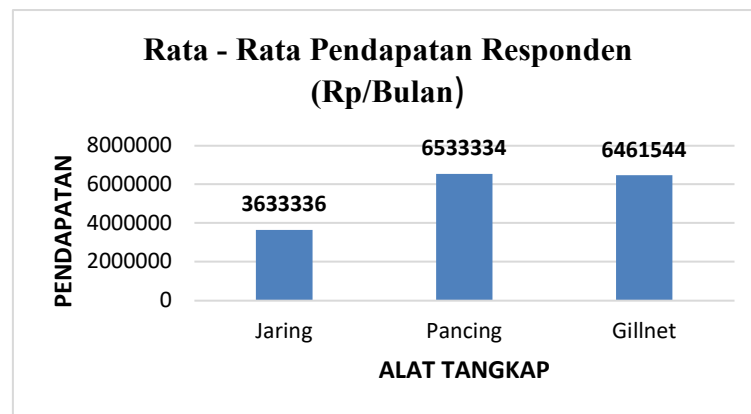 Rata - Rata Pendapatan Responden
(Rp/Bulan)
PENDAPATAN
8000000
6000000
4000000
2000000
0
3633336
6533334
6461544
Jaring
Pancing
Gillnet
ALAT TANGKAP